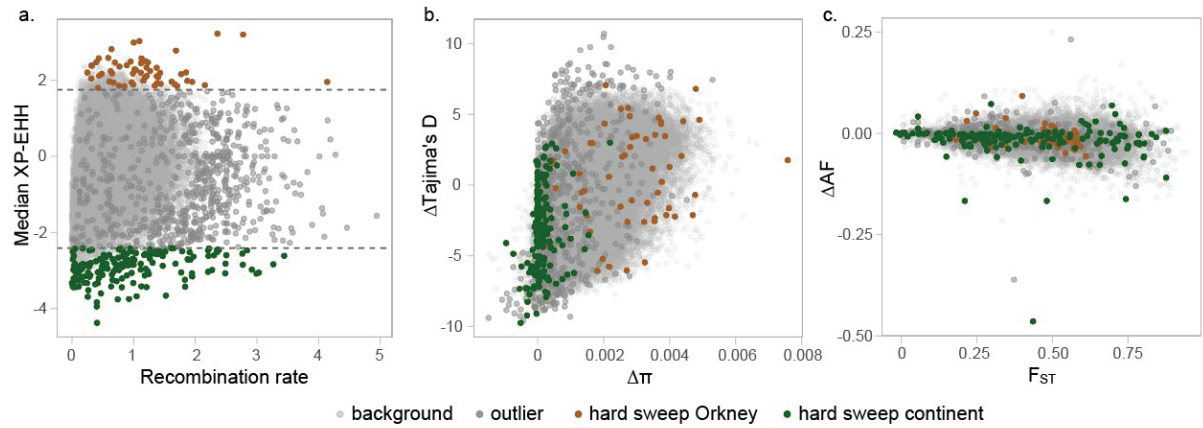 a.
Median XP-EHH
2
0
-2
-4
0 1 2 3 4 5
Recombination rate
b.
ΔTajima's D
10
5
0
-5
-10
0 0.002 0.004 0.006 0.008
Δπ
c.
ΔAF
0.25
0.00
-0.25
-0.50
0 0.25 0.50 0.75
FST
background outlier hard sweep Orkney hard sweep continent